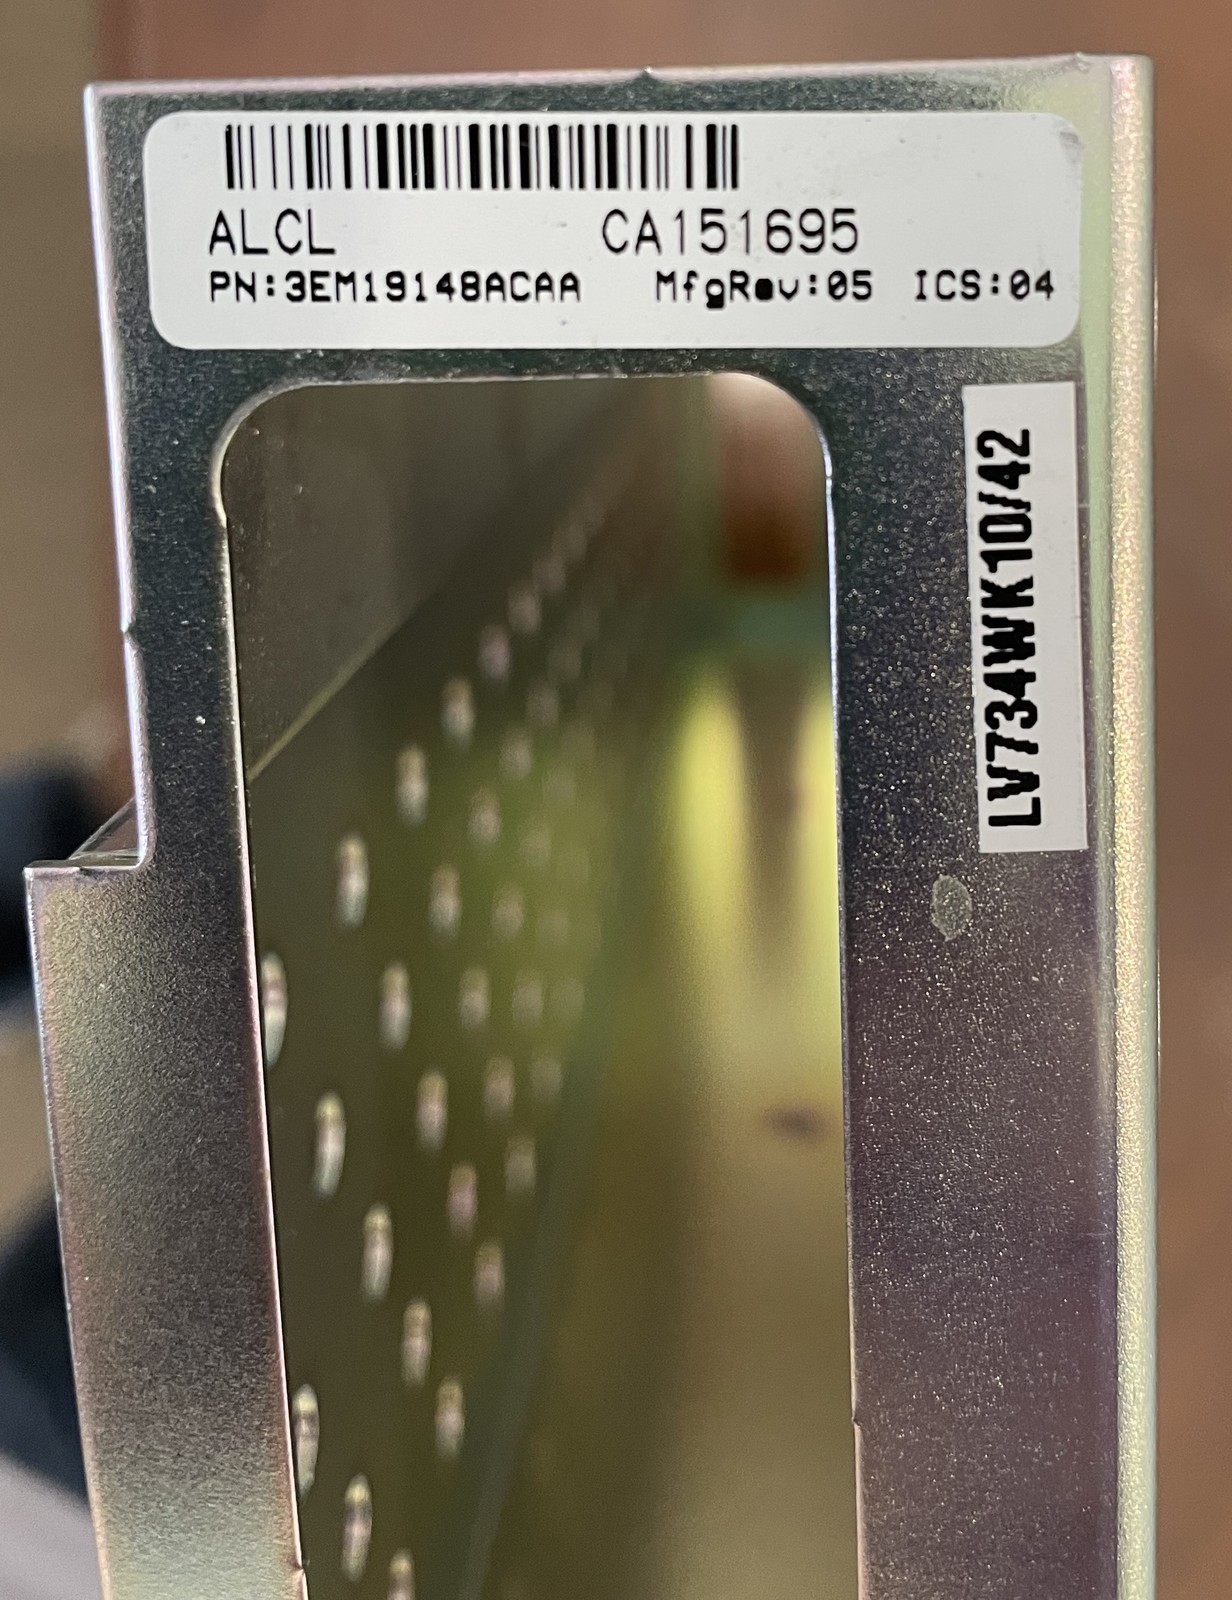 ALCL CA151695
PN:3EM19148ACAA MfgRev:05 ICS:04
LV734WK10/42